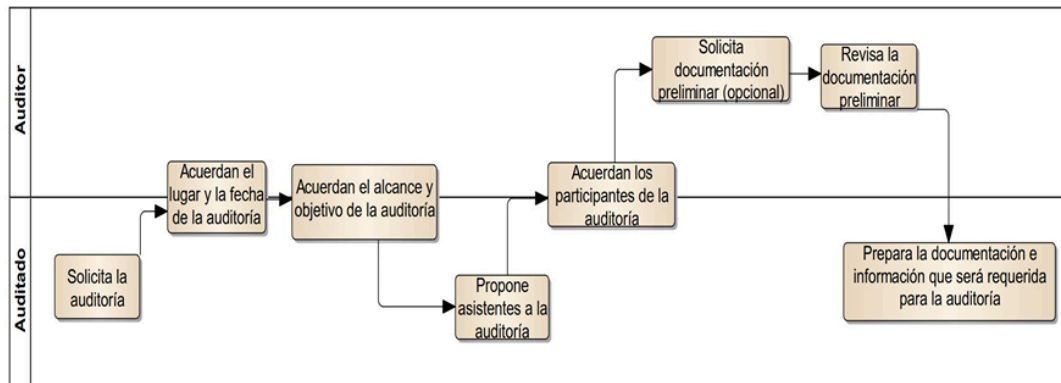 Auditor
Solicita
documentación
preliminar (opcional)
Revisa la
documentación
preliminar
Acuerdan el
lugar y la fecha
de la auditoría
Acuerdan el alcance y
objetivo de la auditoría
Acuerdan los
participantes de la
auditoría
Auditado
Solicita la
auditoría
Propone
asistentes a la
auditoría
Prepara la documentación e
información que será requerida
para la auditoría